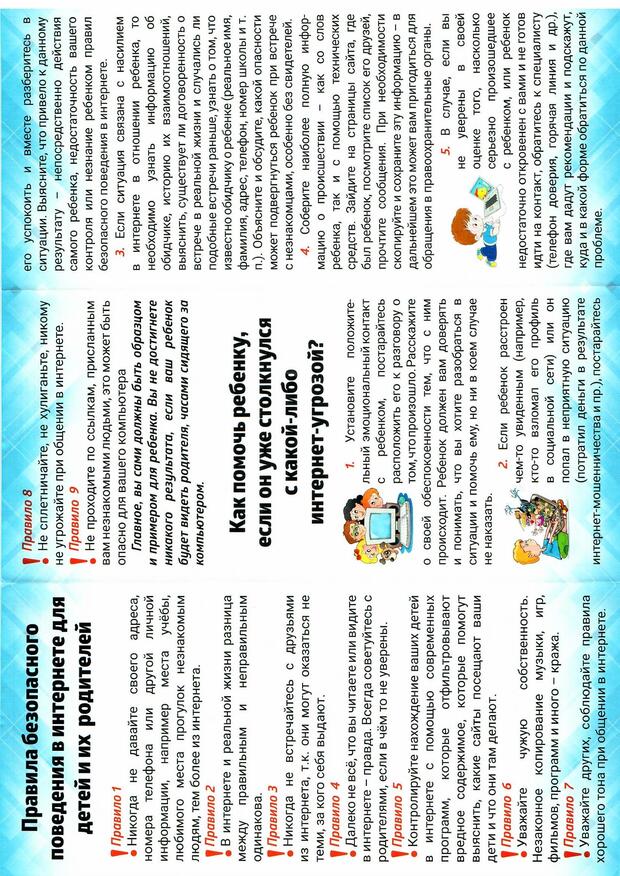 Правила безопасного
поведения в интернете для
детей и их родителей
! Правило 1
Никогда не давайте своего адреса,
номера телефона или другой личной
информации, например места учёбы,
любимого места прогулок незнакомым
людям, тем более из интернета.
! Правило 2
В интернете и реальной жизни разница
между правильным и неправильным
одинакова.
! Правило 3
Никогда не встречайтесь с друзьями
из интернета, т.к. они могут оказаться не
теми, за кого себя выдают.
! Правило 4
Далеко не всё, что вы читаете или видите
в интернете – правда. Всегда советуйтесь с
родителями, если в чём то не уверены.
! Правило 5
Контролируйте нахождение ваших детей
в интернете с помощью современных
программ, которые отфильтровывают
вредное содержимое, которые помогут
выяснить, какие сайты посещают ваши
дети и что они там делают.
! Правило 6
Уважайте чужую собственность.
Незаконное копирование музыки, игр,
фильмов, программ и иного – кража.
! Правило 7
Уважайте других, соблюдайте правила
хорошего тона при общении в интернете.
! Правило 8
Не сплетничайте, не хулиганьте, никому
не угрожайте при общении в интернете.
! Правило 9
Не проходите по ссылкам, присланным
вам незнакомыми людьми, это может быть
опасно для вашего компьютера
Главное, вы сами должны быть образцом
и примером для ребенка. Вы не достигнете
никакого результата, если ваш ребенок
будет видеть родителя, часами сидящего за
компьютером.
Как помочь ребенку,
если он уже столкнулся
с какой-либо
интернет-угрозой?
1. Установите положите-
льный эмоциональный контакт
с ребенком, постарайтесь
расположить его к разговору о
том, что произошло. Расскажите
о своей обеспокоенности тем, что с ним
происходит. Ребенок должен вам доверять
и понимать, что вы хотите разобраться в
ситуации и помочь ему, но ни в коем случае
не наказать.
2. Если ребенок расстроен
чем-то увиденным (например,
кто-то взломал его профиль
в социальной сети) или он
попал в неприятную ситуацию
(потратил деньги в результате
интернет-мошенничества и пр.), постарайтесь
его успокоить и вместе разберитесь в
ситуации. Выясните, что привело к данному
результату – непосредственно действия
самого ребенка, недостаточность вашего
контроля или незнание ребенком правил
безопасного поведения в интернете.
3. Если ситуация связана с насилием
в интернете в отношении ребенка, то
необходимо узнать информацию об
обидчике, историю их взаимоотношений,
выяснить, существует ли договоренность о
встрече в реальной жизни и случались ли
подобные встречи раньше, узнать о том, что
известно обидчику о ребенке (реальное имя,
фамилия, адрес, телефон, номер школы и т.
п.). Объясните и обсудите, какой опасности
может подвергнуться ребенок при встрече
с незнакомцами, особенно без свидетелей.
4. Соберите наиболее полную инфор-
мацию о происшествии – как со слов
ребенка, так и с помощью технических
средств. Зайдите на страницы сайта, где
был ребенок, посмотрите список его друзей,
прочтите сообщения. При необходимости
скопируйте и сохраните эту информацию – в
дальнейшем это может вам пригодиться для
обращения в правоохранительные органы.
5. В случае, если вы
не уверены в своей
оценке того, насколько
серьезно произошедшее
с ребенком, или ребенок
недостаточно откровенен с вами и не готов
идти на контакт, обратитесь к специалисту
(телефон доверия, горячая линия и др.),
где вам дадут рекомендации и подскажут,
куда и в какой форме обратиться по данной
проблеме.